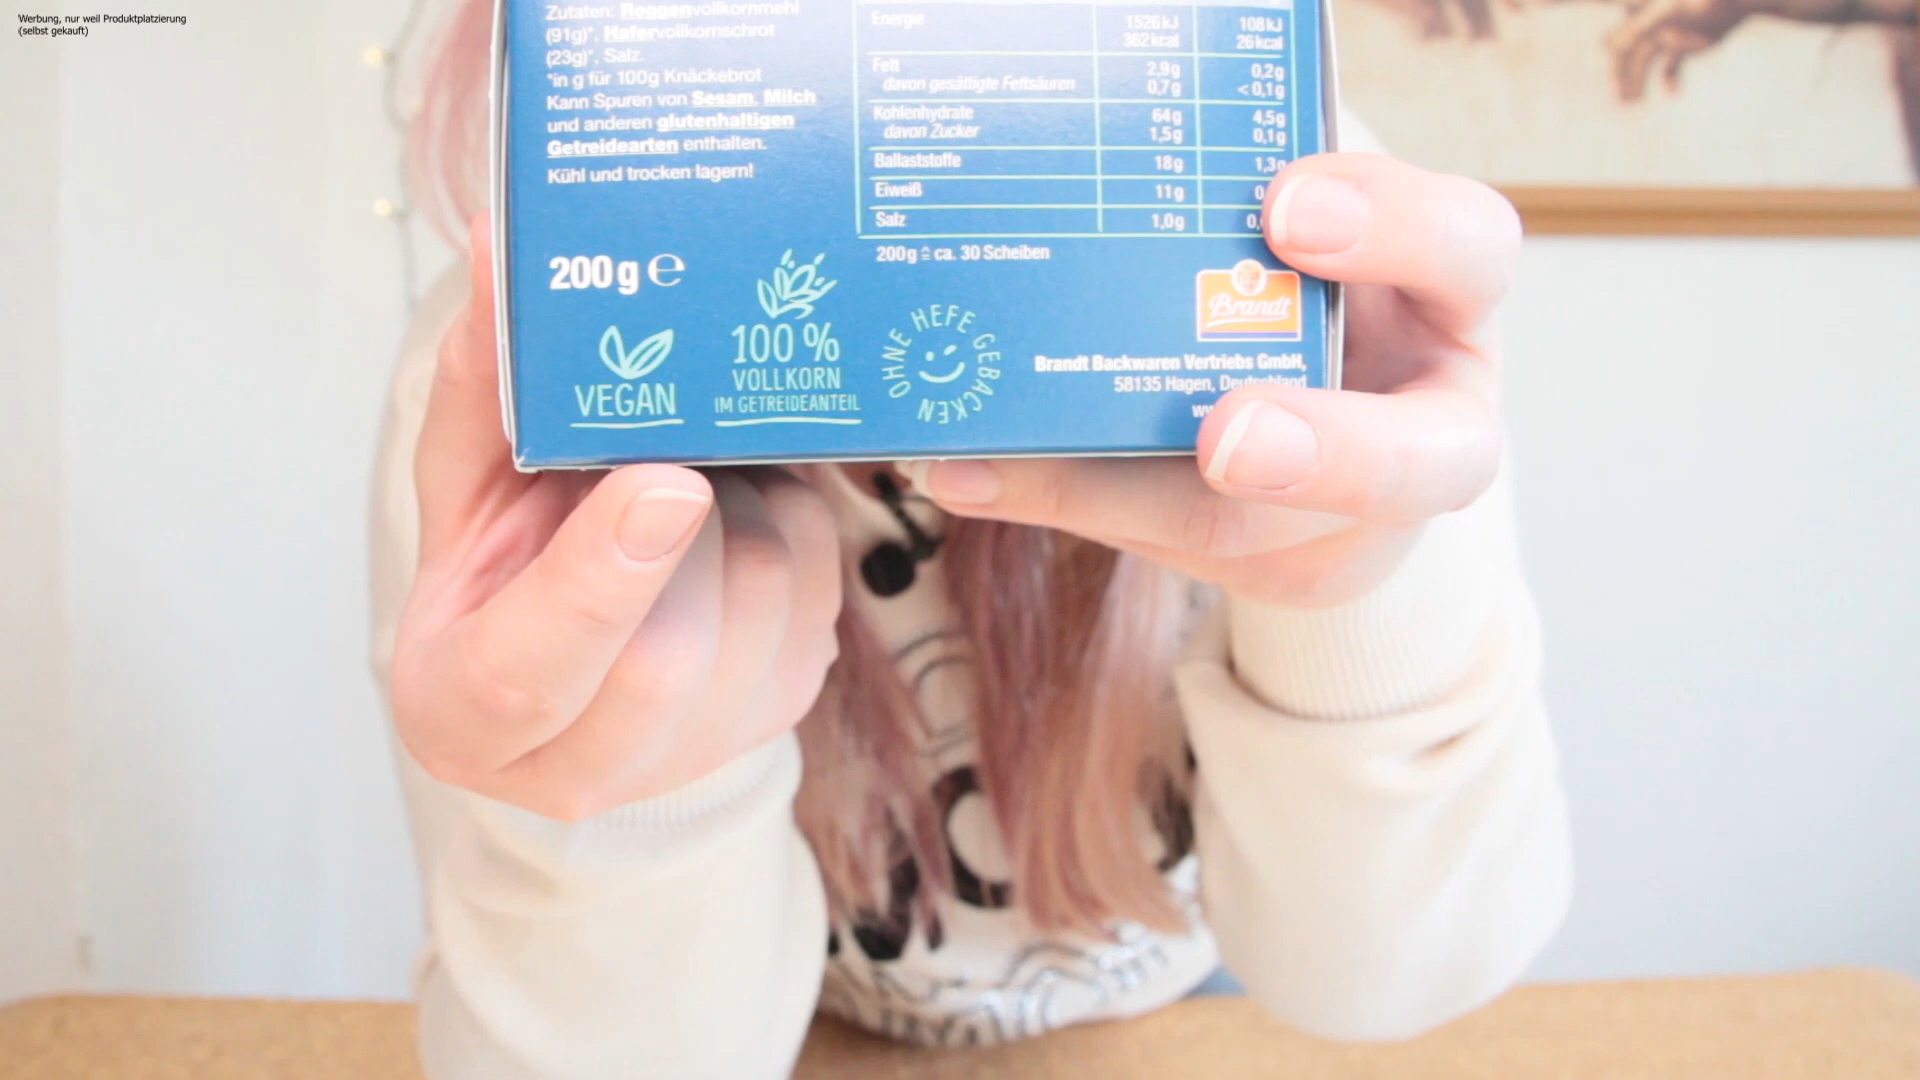 Werbung, nur weil Produktplatzierung
(selbst gekauft)
Zutaten: Roggenvollkornmehl
(91g)*, Hafervollkornschrot
(23g)*, Salz.
*in g für 100g Knäckebrot
Kann Spuren von Sesam, Milch
und anderen glutenhaltigen
Getreidearten enthalten.
Kühl und trocken lagern!
Energie 1526 kJ 108 kJ
362 kcal 26 kcal
Fett 2,9g 0,2g
davon gesättigte Fettsäuren 0,7g < 0,1g
Kohlenhydrate 64g 4,5g
davon Zucker 1,5g 0,1g
Ballaststoffe 18g 1,3g
Eiweiß 11g
Salz 1,0g
200g ≙ ca. 30 Scheiben
200 g ℮
VEGAN
100 %
VOLLKORN
IM GETREIDEANTEIL
OHNE HEFE GEBACKEN
Brandt
Brandt Backwaren Vertriebs GmbH,
58135 Hagen, Deutschland